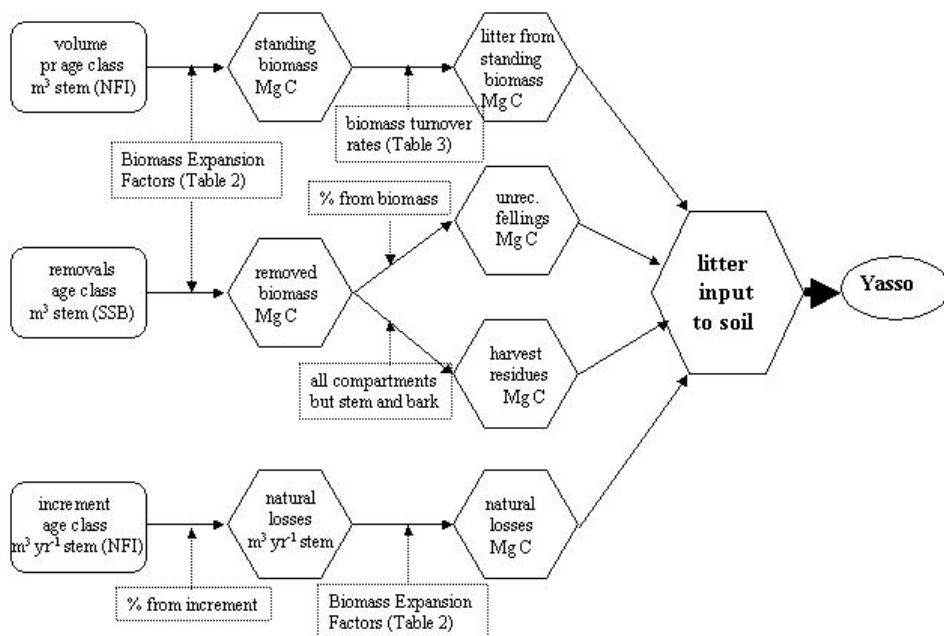 volume
pr age class
m³ stem (NFI)
standing
biomass
Mg C
litter from
standing
biomass
Mg C
biomass turnover
rates (Table 3)
Biomass Expansion
Factors (Table 2)
% from biomass
unrec.
fellings
Mg C
removals
age class
m³ stem (SSB)
removed
biomass
Mg C
litter
input
to soil
Yasso
all compartments
but stem and bark
harvest
residues
Mg C
increment
age class
m³ yr⁻¹ stem (NFI)
natural
losses
m³ yr⁻¹ stem
natural
losses
Mg C
% from increment
Biomass Expansion
Factors (Table 2)